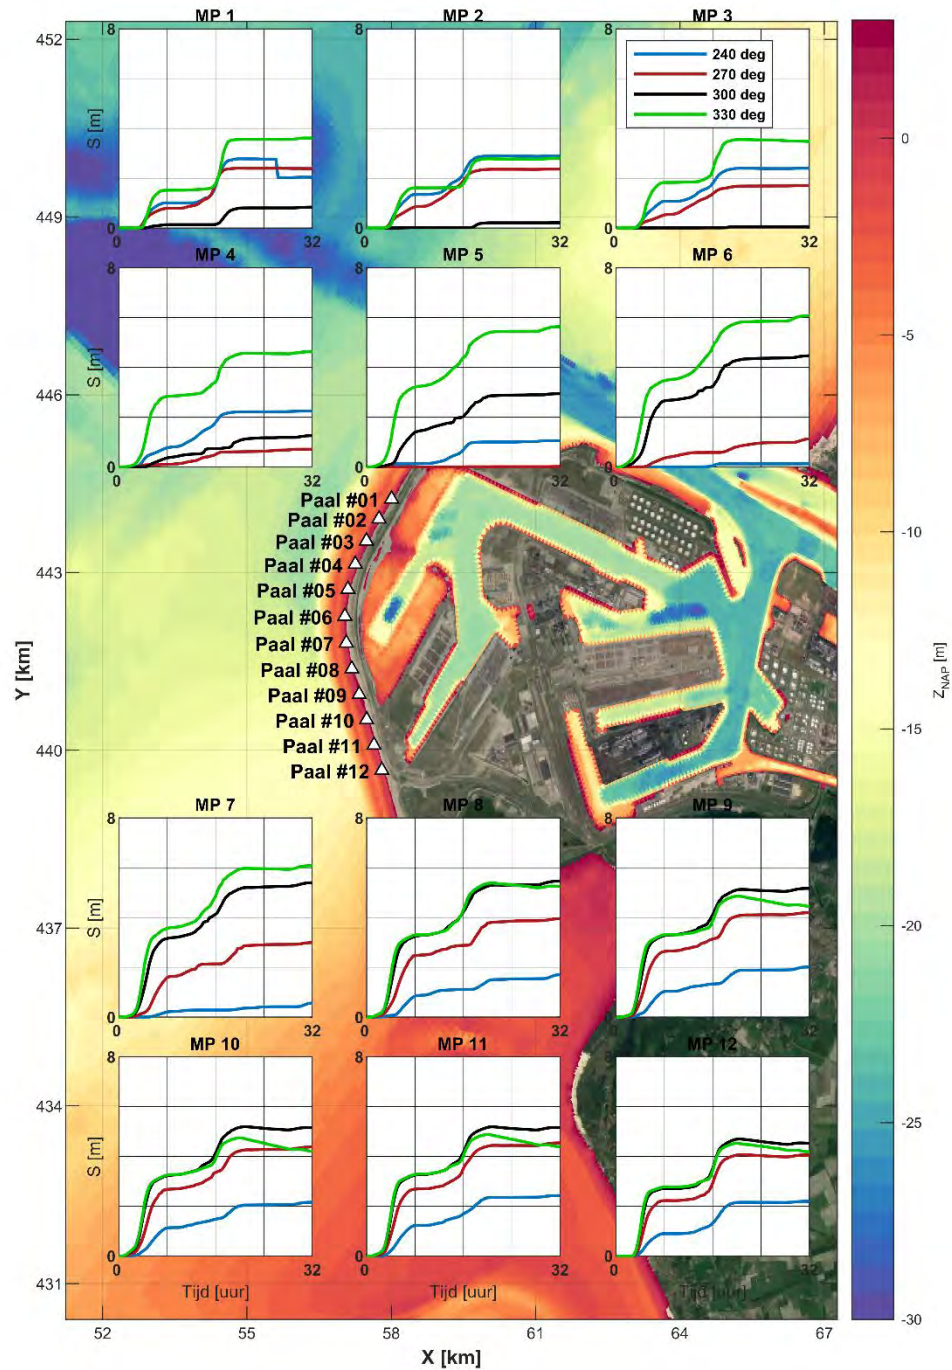 MP 1
MP 2
MP 3
452
8
8
8
240 deg
270 deg
300 deg
330 deg
S [m]
0
449
0
0
0
0
32
0
32
0
32
MP 4
MP 5
MP 6
8
8
8
S [m]
-5
446
0
0
0
0
32
0
32
0
32
Paal #01
Paal #02
Paal #03
Paal #04
Paal #05
Paal #06
Paal #07
Paal #08
Paal #09
Paal #10
Paal #11
Paal #12
443
-10
Y [km]
Z_NAP [m]
440
-15
MP 7
MP 8
MP 9
8
8
8
S [m]
437
-20
0
0
0
0
32
0
32
0
32
MP 10
MP 11
MP 12
8
8
8
434
-25
S [m]
0
0
0
0
32
0
32
0
32
431
Tijd [uur]
Tijd [uur]
Tijd [uur]
-30
52
55
58
61
64
67
X [km]